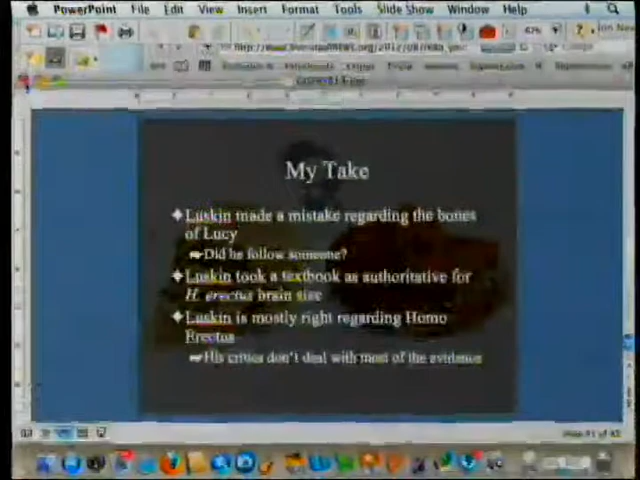 PowerPoint File Edit View Insert Format Tools Slide Show Window Help
My Take
Luskin made a mistake regarding the bones
of Lucy
Did he follow someone?
Luskin took a textbook as authoritative for
H. erectus brain size
Luskin is mostly right regarding Homo
Erectus
His critics don't deal with most of the evidence